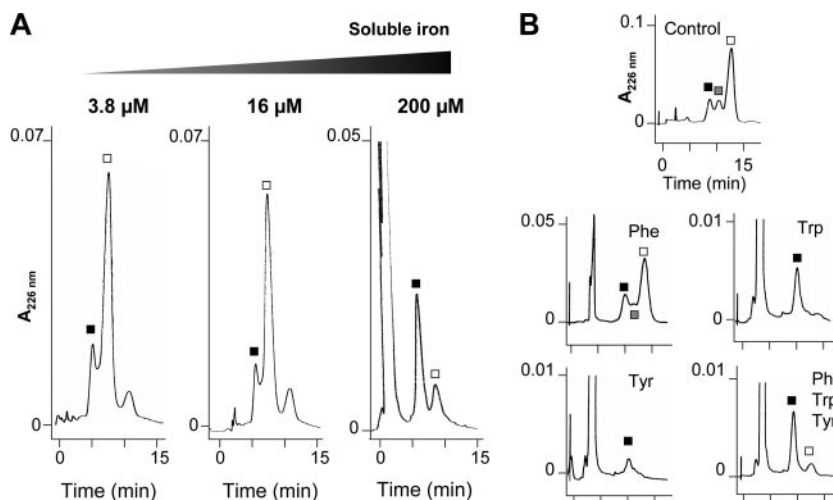 A
Soluble iron
3.8 µM
16 µM
200 µM
0.07
0.07
0.05
A226 nm
0
0
0
0
15
0
15
0
15
Time (min)
Time (min)
Time (min)
B
Control
0.1
A226 nm
0
0
15
Time (min)
0.05
Phe
0
0.01
Trp
0
0.01
Tyr
0
0.01
Trp
0